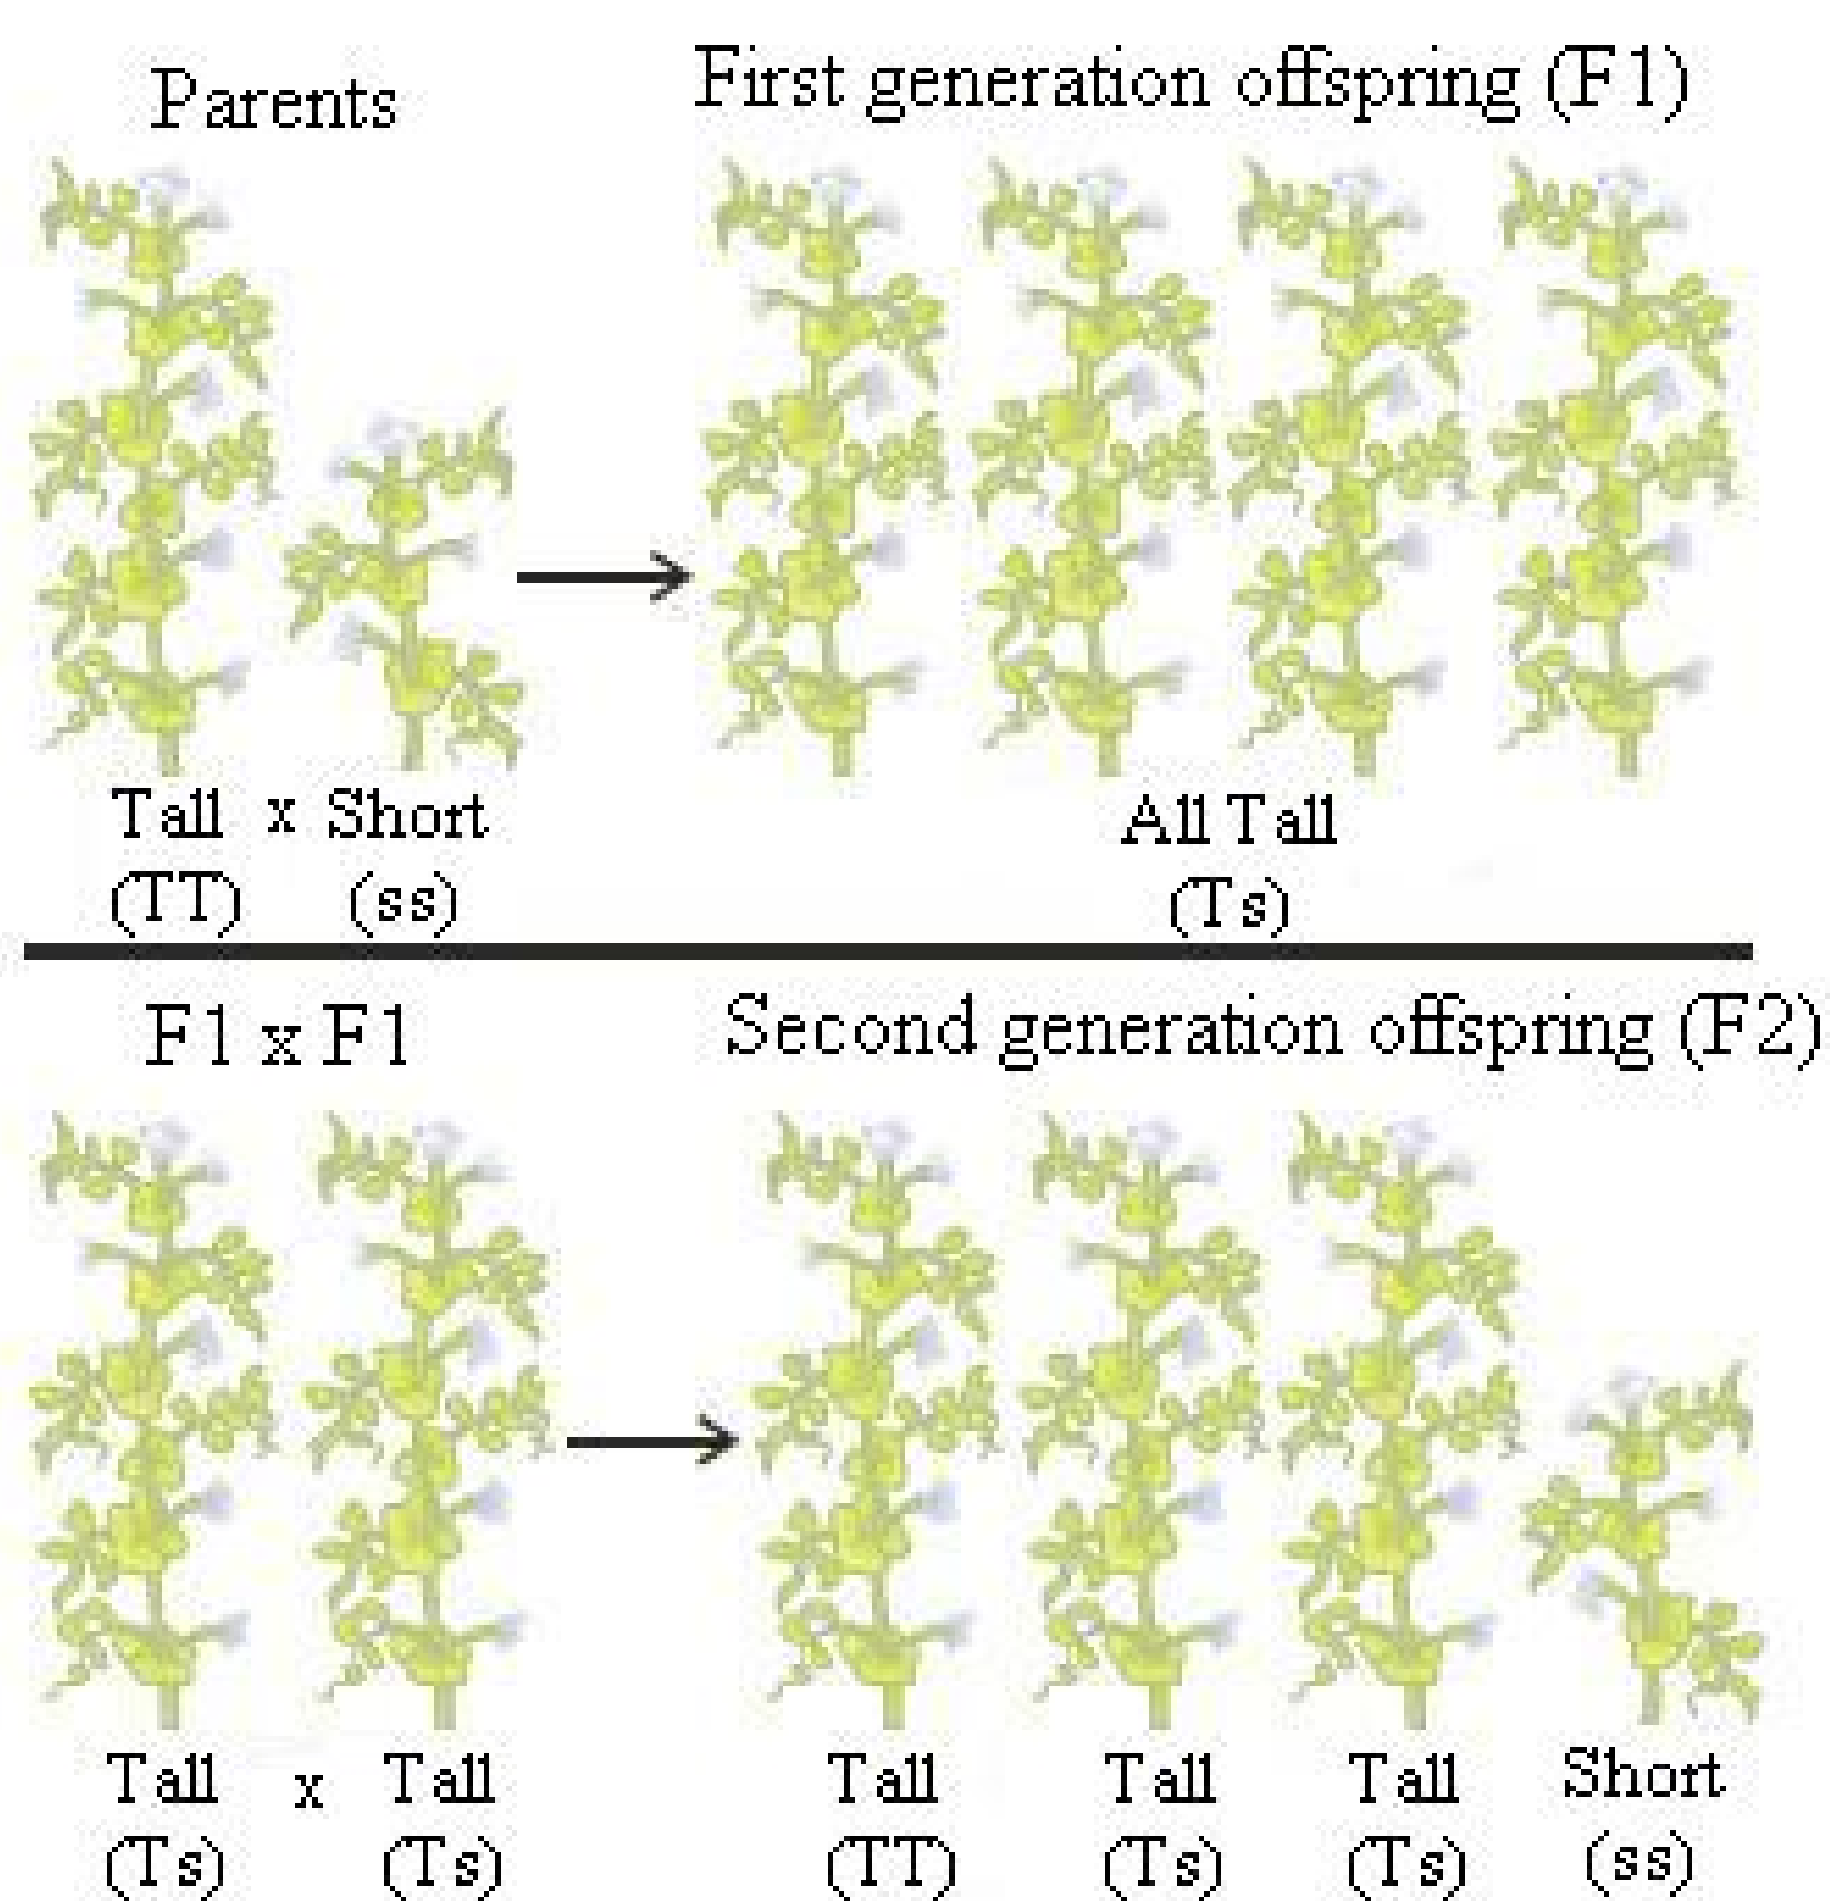 Parents
First generation offspring (F1)
Tall x Short
(TT) (ss)
All Tall
(Ts)
F1 x F1
Second generation offspring (F2)
Tall x Tall
(Ts) (Ts)
Tall Tall Tall Short
(TT) (Ts) (Ts) (ss)